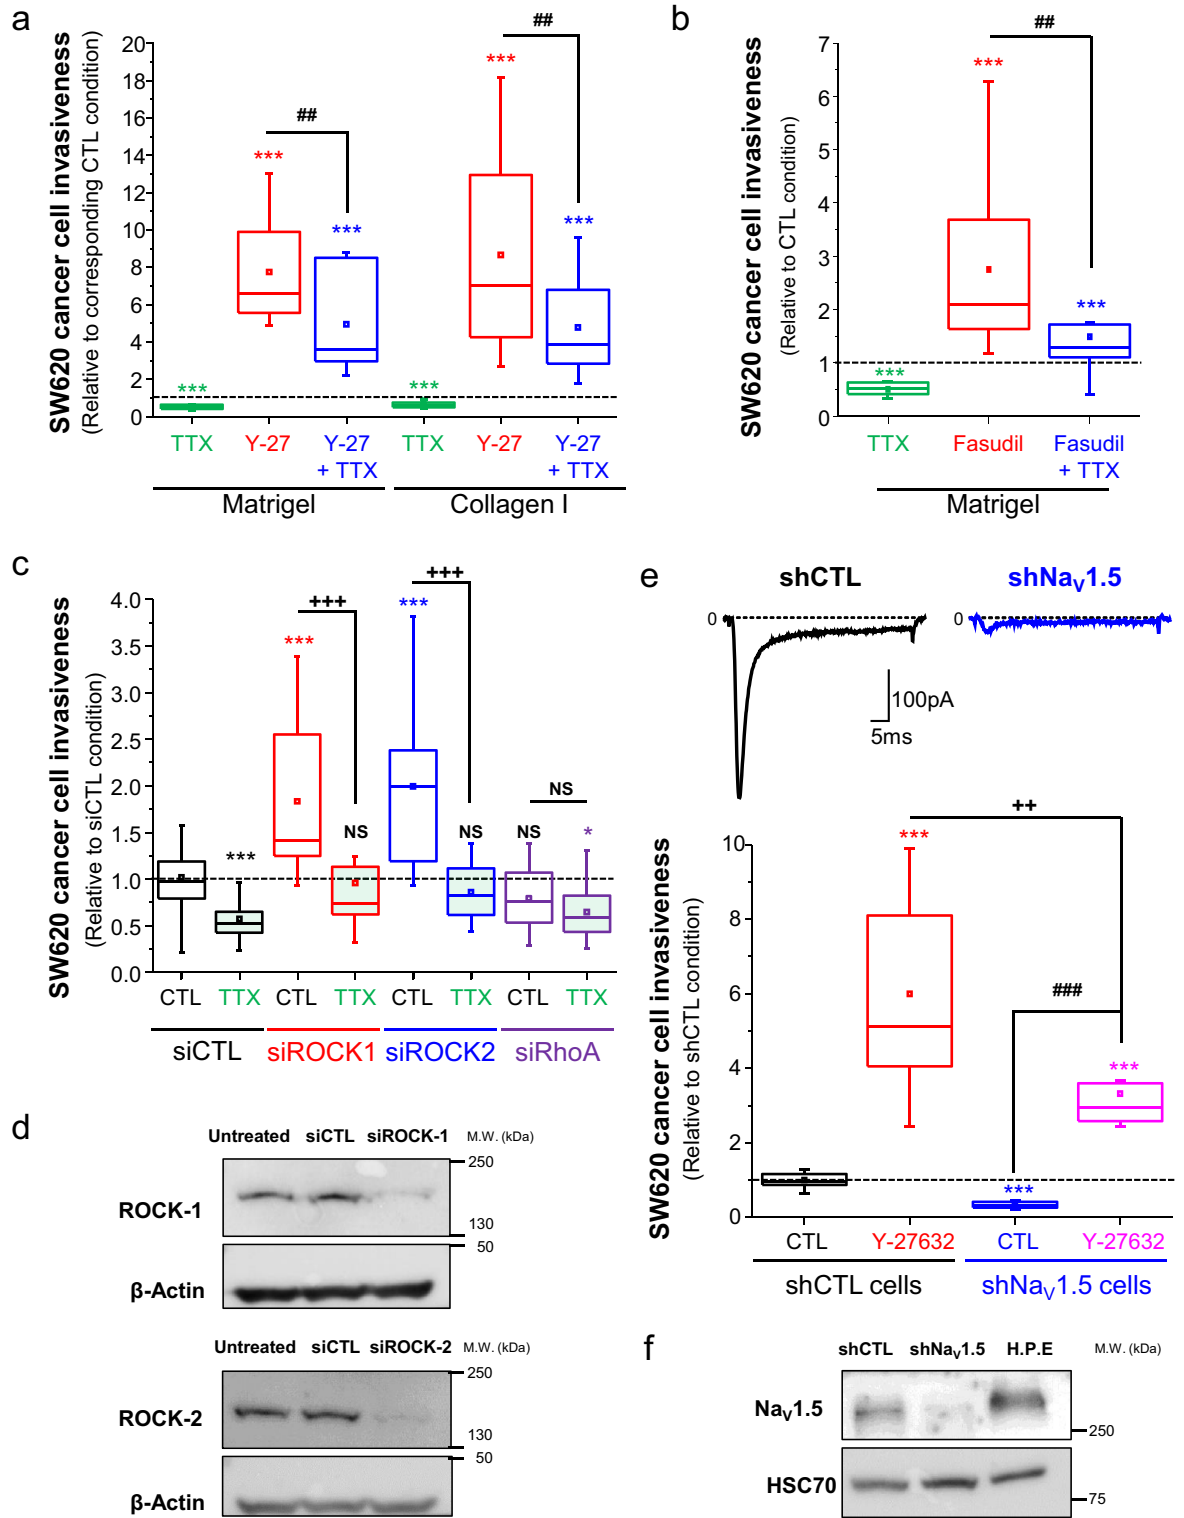 a
SW620 cancer cell invasiveness
(Relative to corresponding CTL condition)
20
18
16
14
12
10
8
6
4
2
0
***
***
##
***
***
***
##
***
TTX
Y-27
Y-27
+ TTX
TTX
Y-27
Y-27
+ TTX
Matrigel
Collagen I
b
SW620 cancer cell invasiveness
(Relative to CTL condition)
7
6
5
4
3
2
1
0
***
***
##
***
TTX
Fasudil
Fasudil
+ TTX
Matrigel
c
SW620 cancer cell invasiveness
(Relative to siCTL condition)
4.0
3.5
3.0
2.5
2.0
1.5
1.0
0.5
0.0
***
***
+++
NS
***
+++
NS
NS
NS
*
CTL
TTX
CTL
TTX
CTL
TTX
CTL
TTX
siCTL
siROCK1
siROCK2
siRhoA
d
Untreated siCTL siROCK-1 M.W. (kDa)
ROCK-1
250
130
β-Actin
50
Untreated siCTL siROCK-2 M.W. (kDa)
ROCK-2
250
130
β-Actin
50
e
shCTL
shNaV1.5
0
0
100pA
5ms
SW620 cancer cell invasiveness
(Relative to shCTL condition)
10
8
6
4
2
0
***
++
###
***
***
CTL
Y-27632
CTL
Y-27632
shCTL cells
shNaV1.5 cells
f
shCTL shNaV1.5 H.P.E M.W. (kDa)
NaV1.5
250
HSC70
75